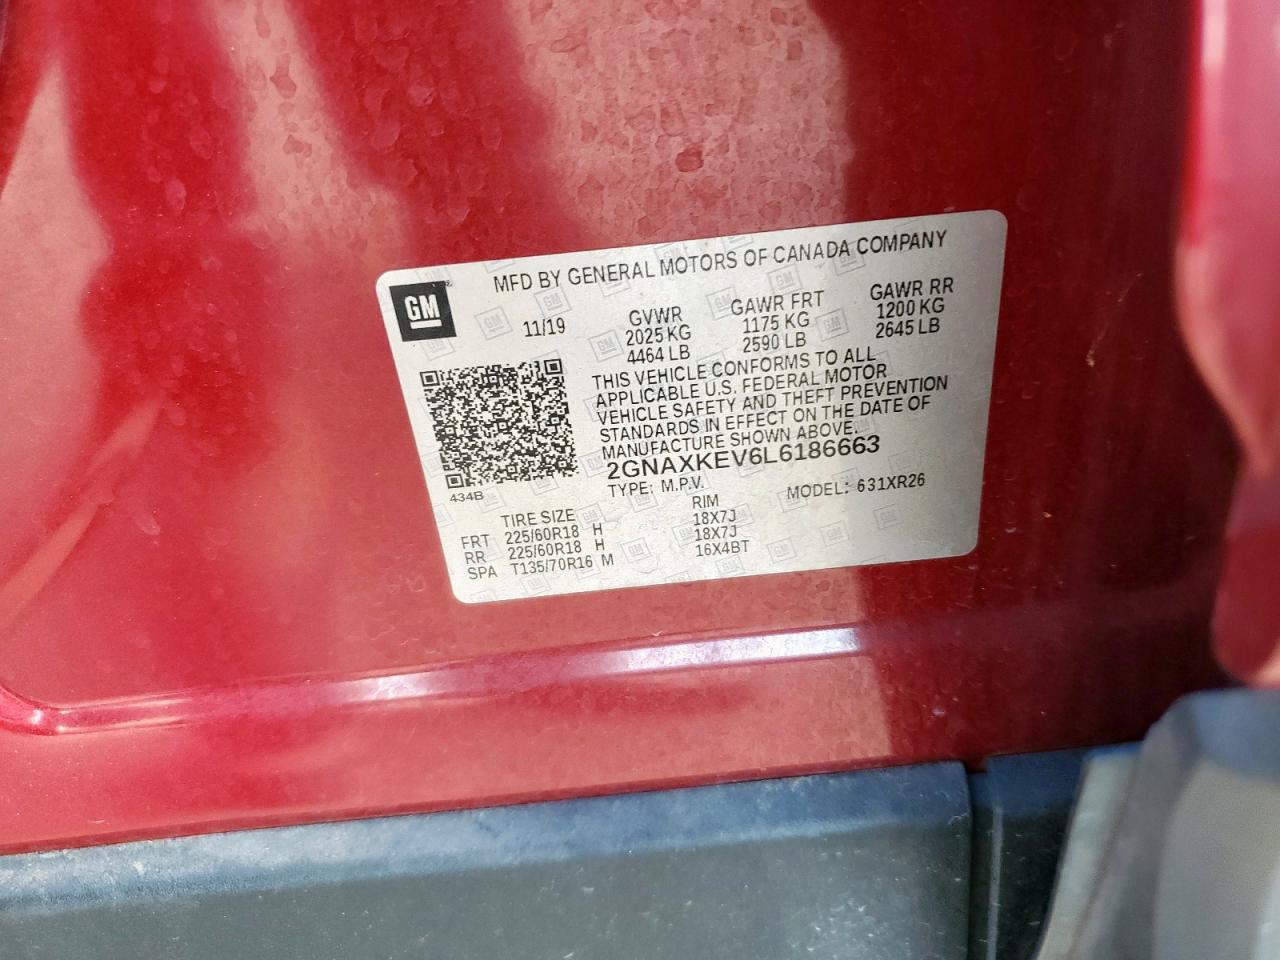 MFD BY GENERAL MOTORS OF CANADA COMPANY
GM
11/19
GVWR
2025 KG
4464 LB
GAWR FRT
1175 KG
2590 LB
GAWR RR
1200 KG
2645 LB
THIS VEHICLE CONFORMS TO ALL
APPLICABLE U.S. FEDERAL MOTOR
VEHICLE SAFETY AND THEFT PREVENTION
STANDARDS IN EFFECT ON THE DATE OF
MANUFACTURE SHOWN ABOVE.
2GNAXKEV6L6186663
TYPE: M.P.V. MODEL: 631XR26
434B
TIRE SIZE RIM
FRT 225/60R18 H 18X7J
RR 225/60R18 H 18X7J
SPA T135/70R16 M 16X4BT